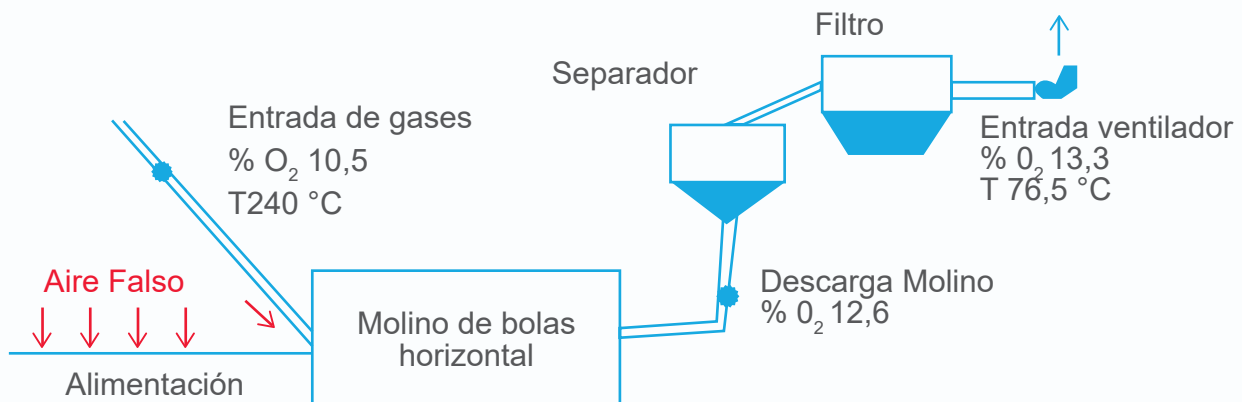 Filtro
Separador
Entrada de gases
% O₂ 10,5
T240 °C
Entrada ventilador
% 0₂ 13,3
T 76,5 °C
Aire Falso
Descarga Molino
% 0₂ 12,6
Molino de bolas
horizontal
Alimentación